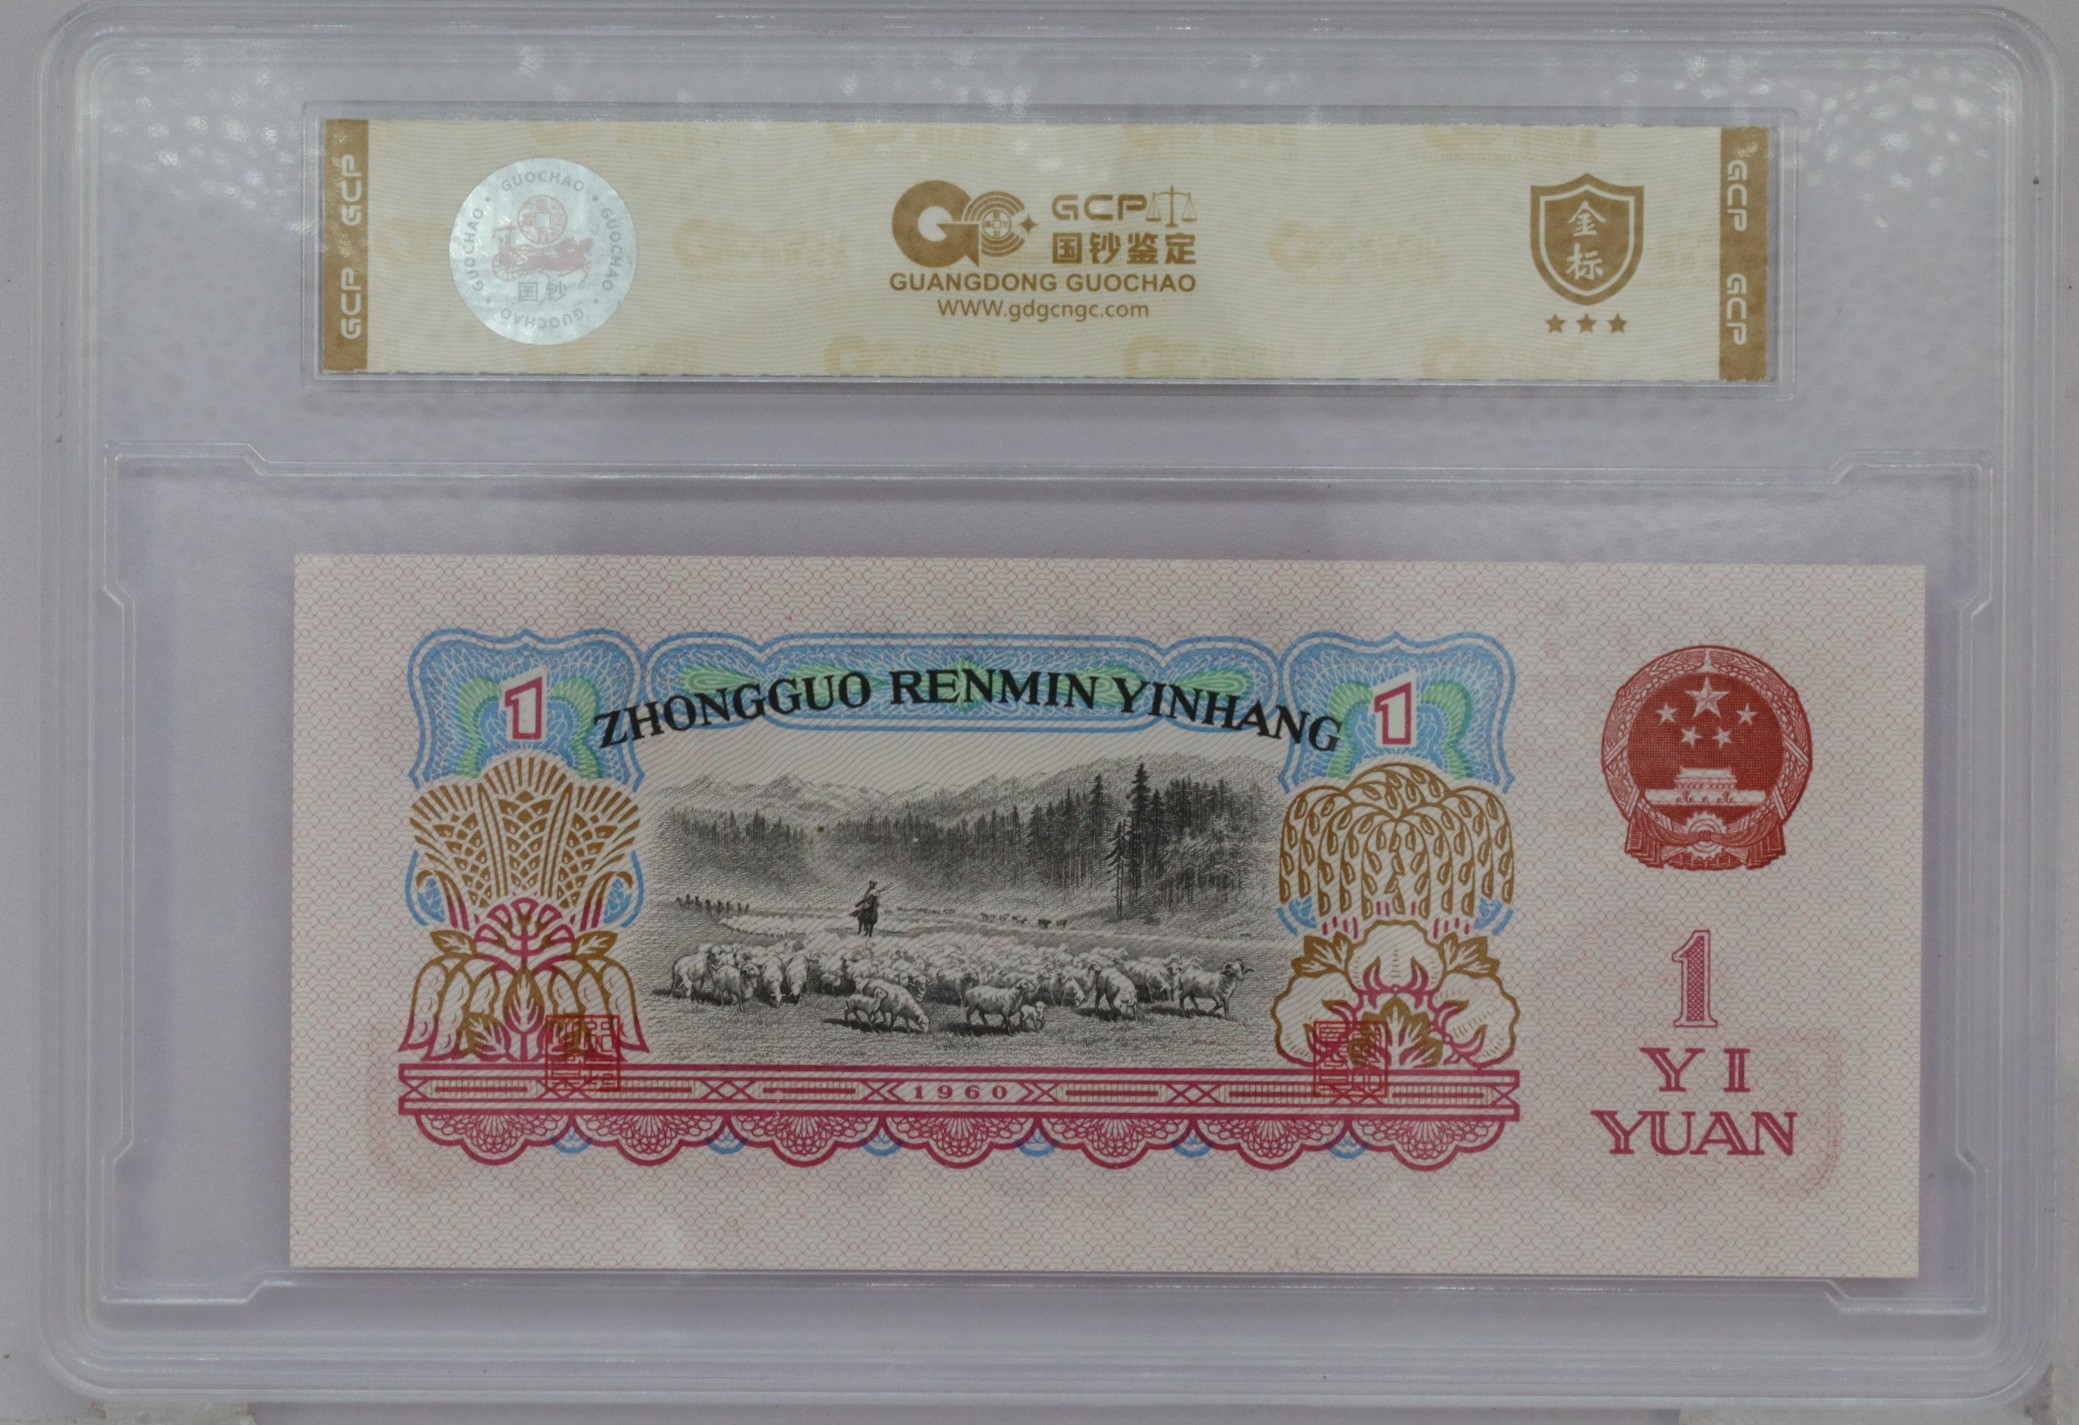 GCP GCP
GUOCHAO · GUOCHAO · GUOCHAO · GUOCHAO ·
国钞
GC
GCP
国钞鉴定
GUANGDONG GUOCHAO
WWW.gdgcngc.com
金标
GCP GCP
1
ZHONGGUO RENMIN YINHANG
1
1960
1
YI
YUAN